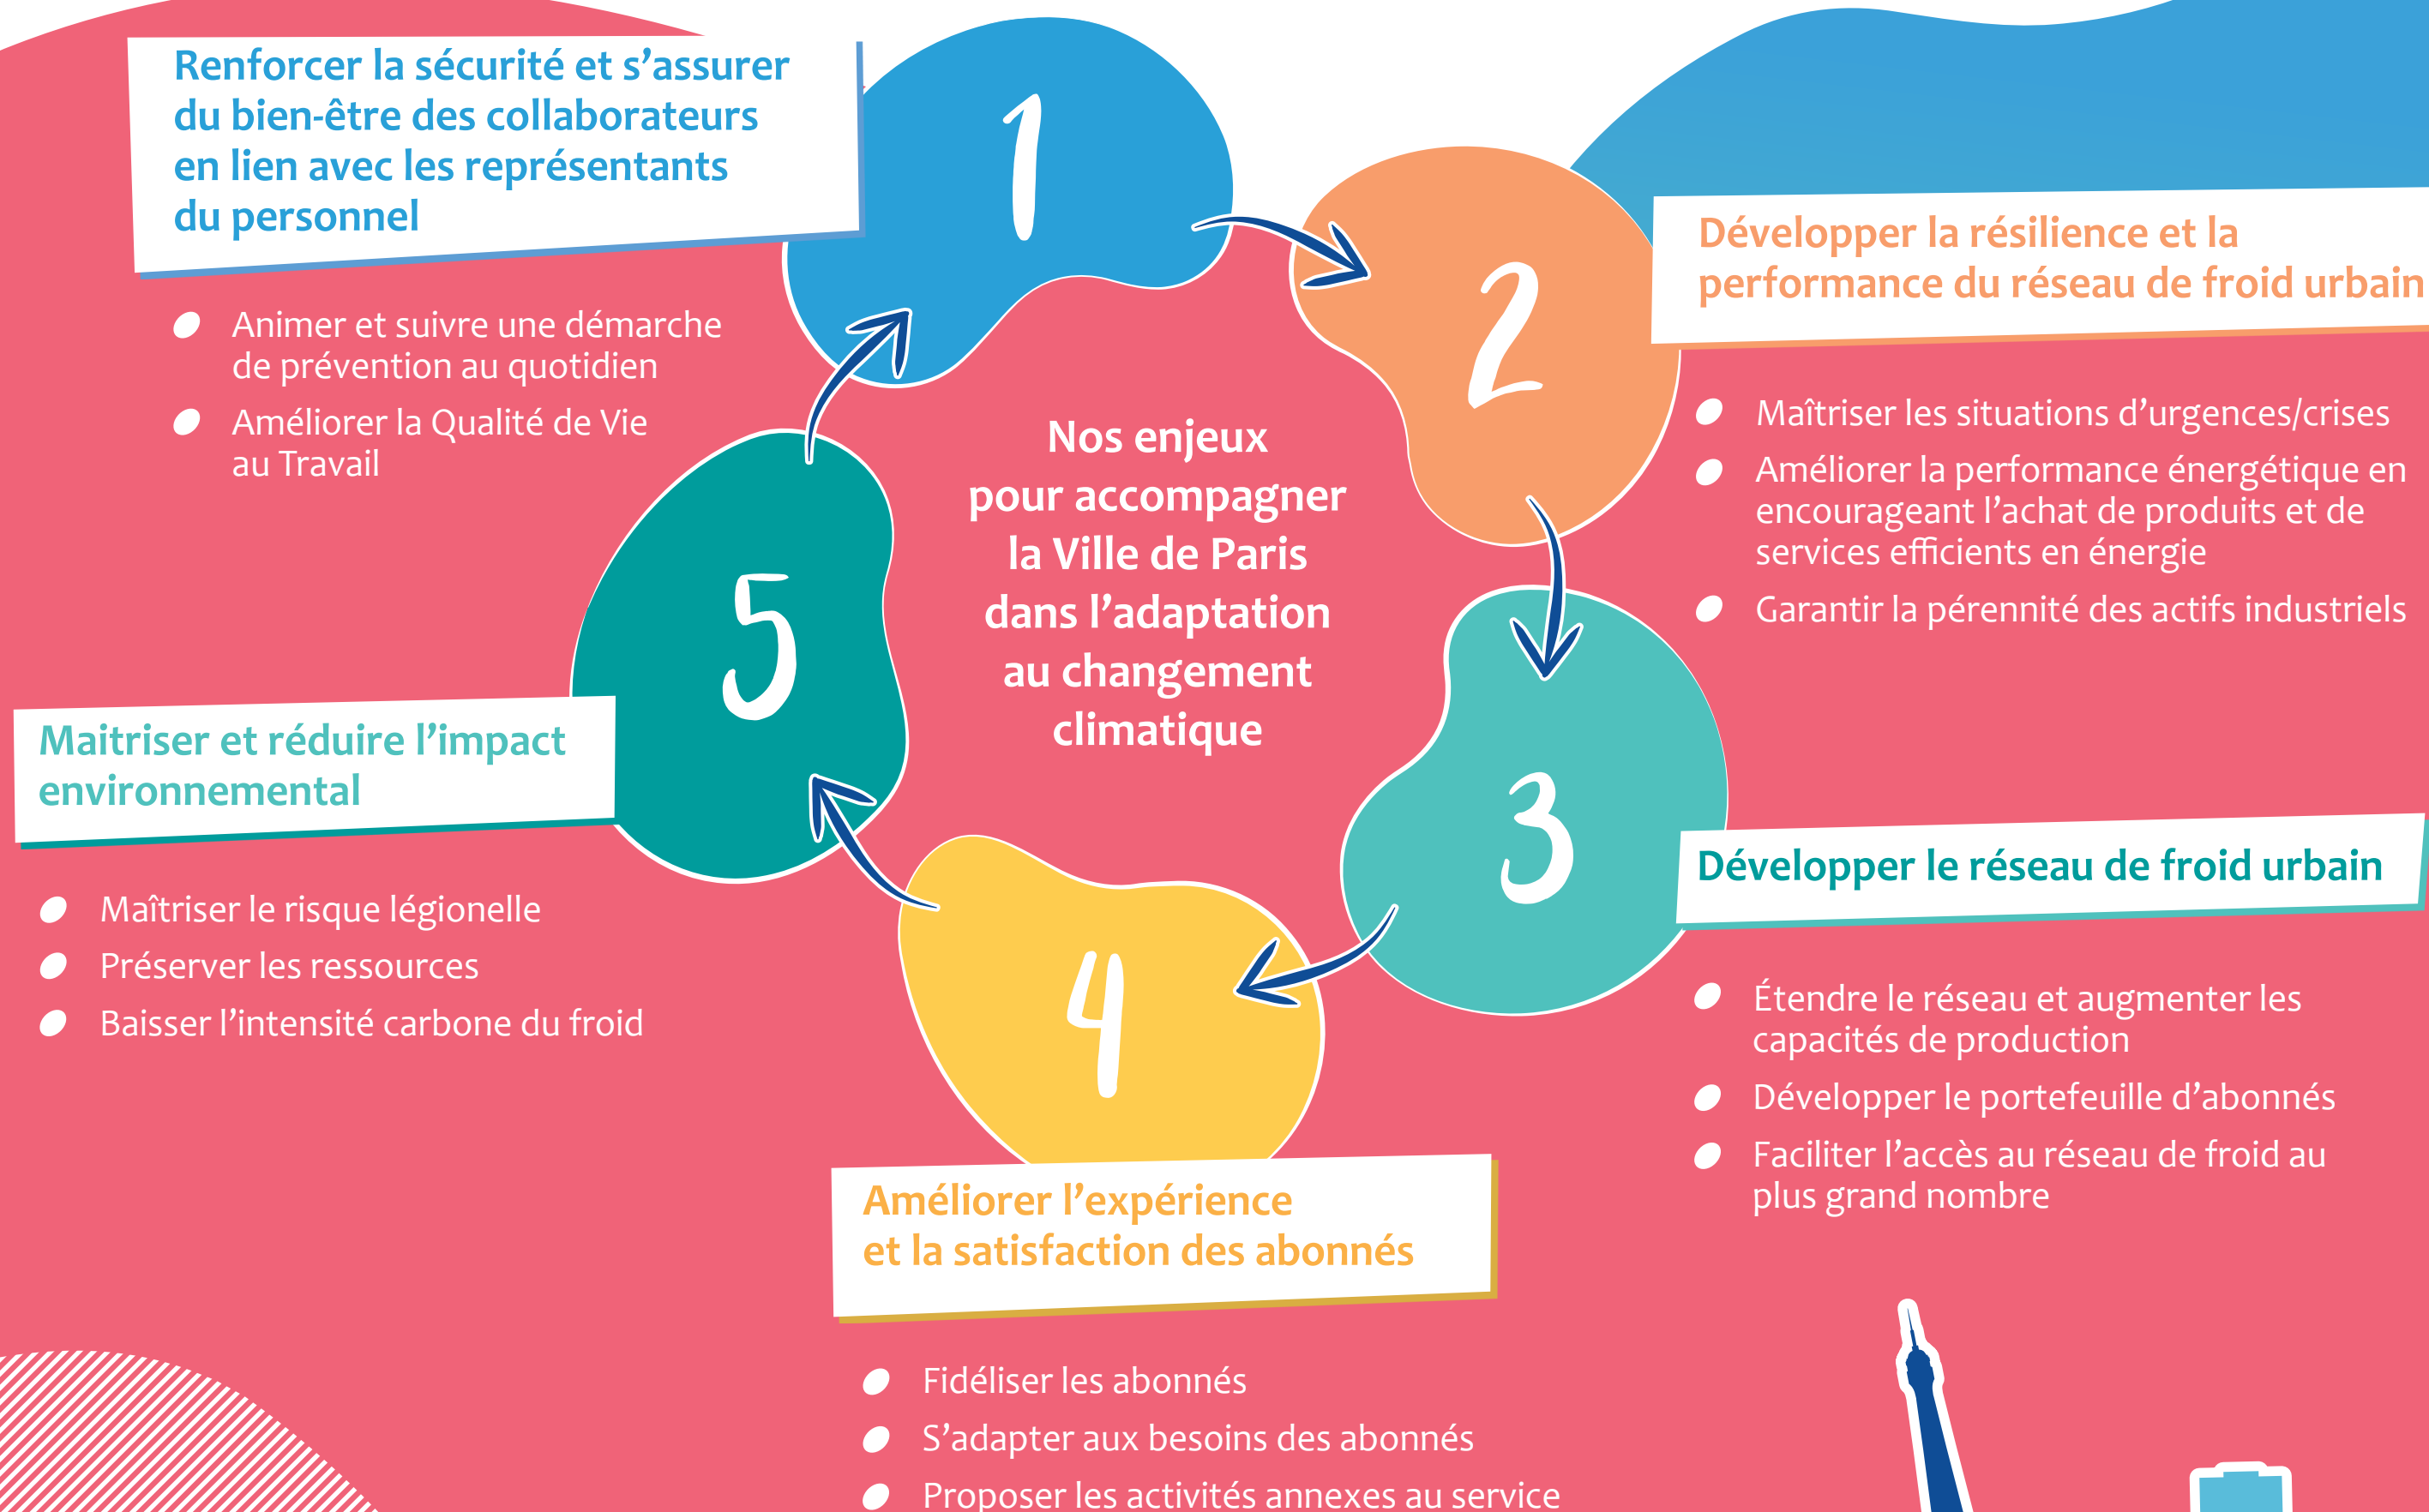 Renforcer la sécurité et s’assurer
du bien-être des collaborateurs
en lien avec les représentants
du personnel
Animer et suivre une démarche
de prévention au quotidien
Améliorer la Qualité de Vie
au Travail
1
2
Développer la résilience et la
performance du réseau de froid urbain
Maîtriser les situations d’urgences/crises
Améliorer la performance énergétique en
encourageant l’achat de produits et de
services efficients en énergie
Garantir la pérennité des actifs industriels
Nos enjeux
pour accompagner
la Ville de Paris
dans l’adaptation
au changement
climatique
3
Développer le réseau de froid urbain
Étendre le réseau et augmenter les
capacités de production
Développer le portefeuille d’abonnés
Faciliter l’accès au réseau de froid au
plus grand nombre
4
Améliorer l’expérience
et la satisfaction des abonnés
Fidéliser les abonnés
S’adapter aux besoins des abonnés
Proposer les activités annexes au service
5
Maitriser et réduire l’impact
environnemental
Maîtriser le risque légionelle
Préserver les ressources
Baisser l’intensité carbone du froid